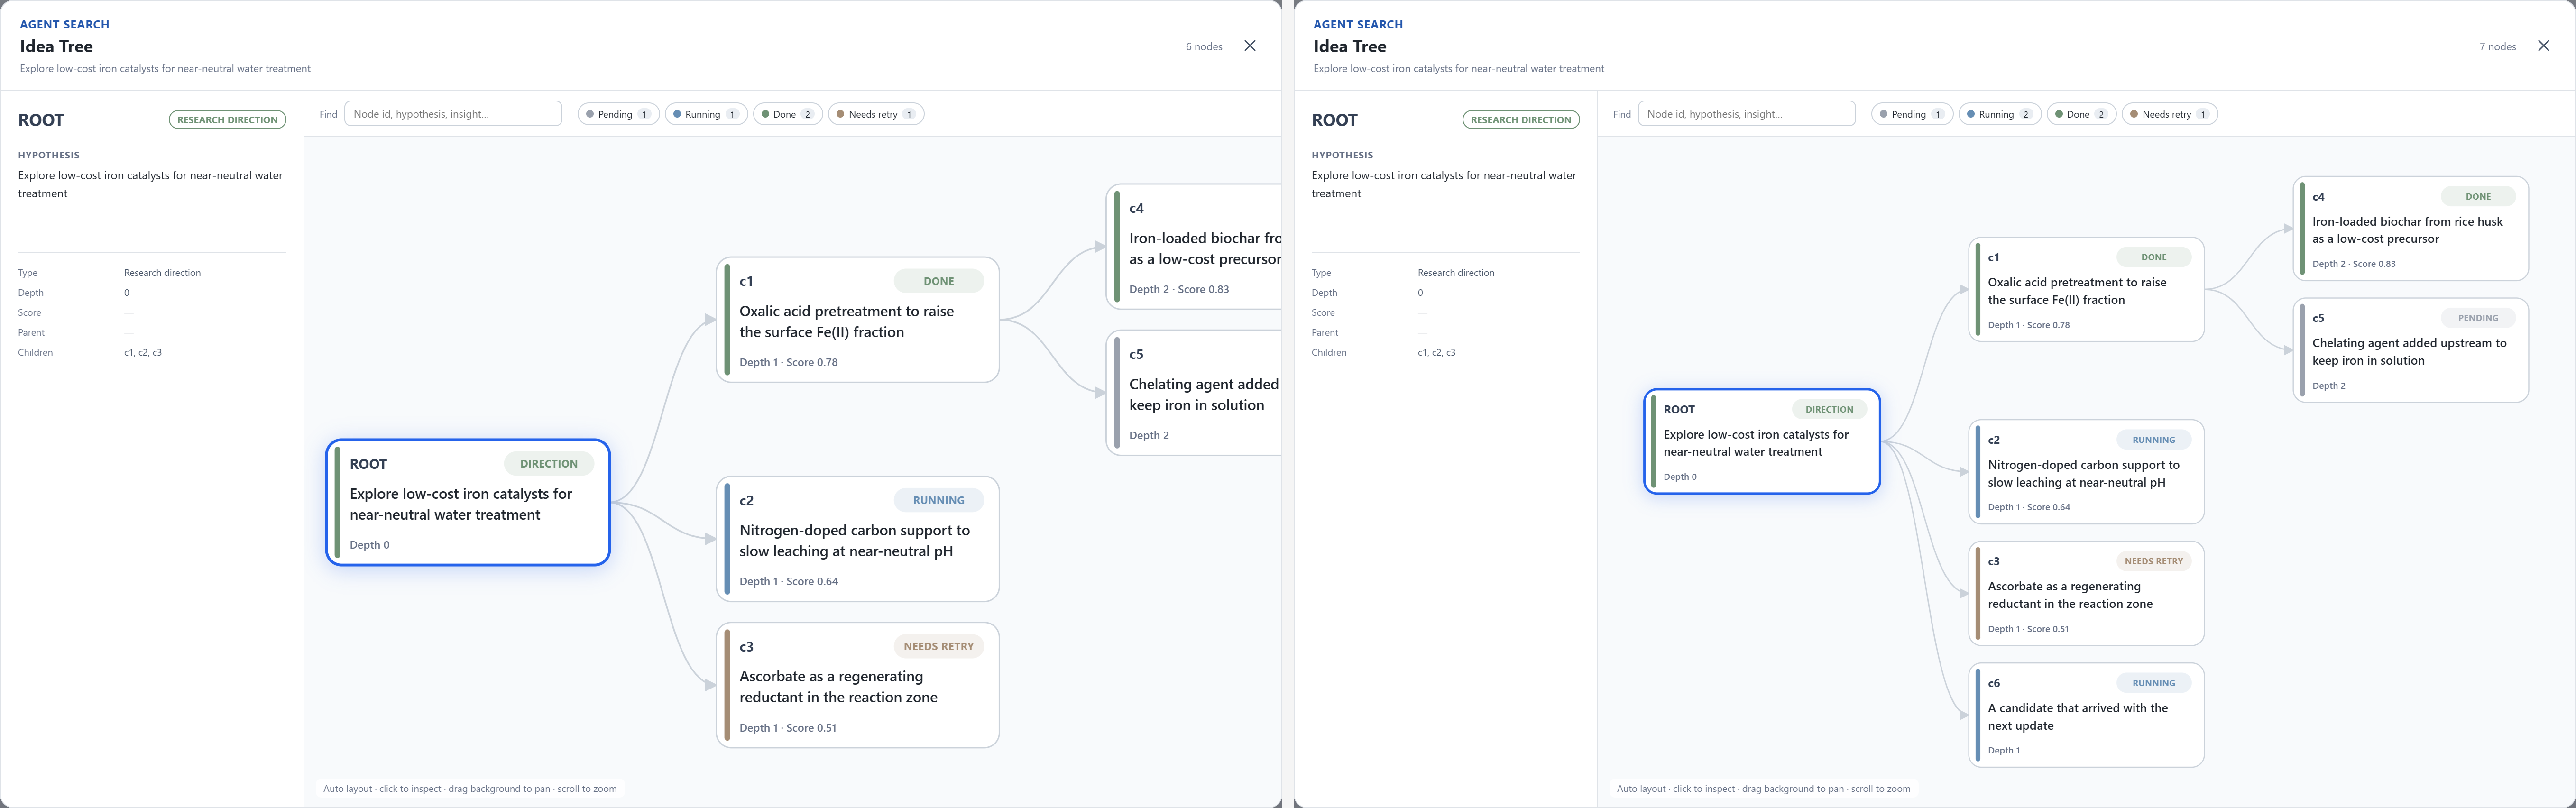 AGENT SEARCH
Idea Tree
6 nodes
Explore low-cost iron catalysts for near-neutral water treatment
ROOT
RESEARCH DIRECTION
HYPOTHESIS
Explore low-cost iron catalysts for near-neutral water
treatment
Type Research direction
Depth 0
Score —
Parent —
Children c1, c2, c3
Find Node id, hypothesis, insight... Pending 1 Running 1 Done 2 Needs retry 1
c4
Iron-loaded biochar fro
as a low-cost precursor
Depth 2 · Score 0.83
c1 DONE
Oxalic acid pretreatment to raise
the surface Fe(II) fraction
Depth 1 · Score 0.78
c5
Chelating agent added
keep iron in solution
Depth 2
ROOT DIRECTION
Explore low-cost iron catalysts for
near-neutral water treatment
Depth 0
c2 RUNNING
Nitrogen-doped carbon support to
slow leaching at near-neutral pH
Depth 1 · Score 0.64
c3 NEEDS RETRY
Ascorbate as a regenerating
reductant in the reaction zone
Depth 1 · Score 0.51
Auto layout · click to inspect · drag background to pan · scroll to zoom
AGENT SEARCH
Idea Tree
7 nodes
Explore low-cost iron catalysts for near-neutral water treatment
ROOT
RESEARCH DIRECTION
HYPOTHESIS
Explore low-cost iron catalysts for near-neutral water
treatment
Type Research direction
Depth 0
Score —
Parent —
Children c1, c2, c3
Find Node id, hypothesis, insight... Pending 1 Running 2 Done 2 Needs retry 1
c4 DONE
Iron-loaded biochar from rice husk
as a low-cost precursor
Depth 2 · Score 0.83
c1 DONE
Oxalic acid pretreatment to raise
the surface Fe(II) fraction
Depth 1 · Score 0.78
c5 PENDING
Chelating agent added upstream to
keep iron in solution
Depth 2
ROOT DIRECTION
Explore low-cost iron catalysts for
near-neutral water treatment
Depth 0
c2 RUNNING
Nitrogen-doped carbon support to
slow leaching at near-neutral pH
Depth 1 · Score 0.64
c3 NEEDS RETRY
Ascorbate as a regenerating
reductant in the reaction zone
Depth 1 · Score 0.51
c6 RUNNING
A candidate that arrived with the
next update
Depth 1
Auto layout · click to inspect · drag background to pan · scroll to zoom